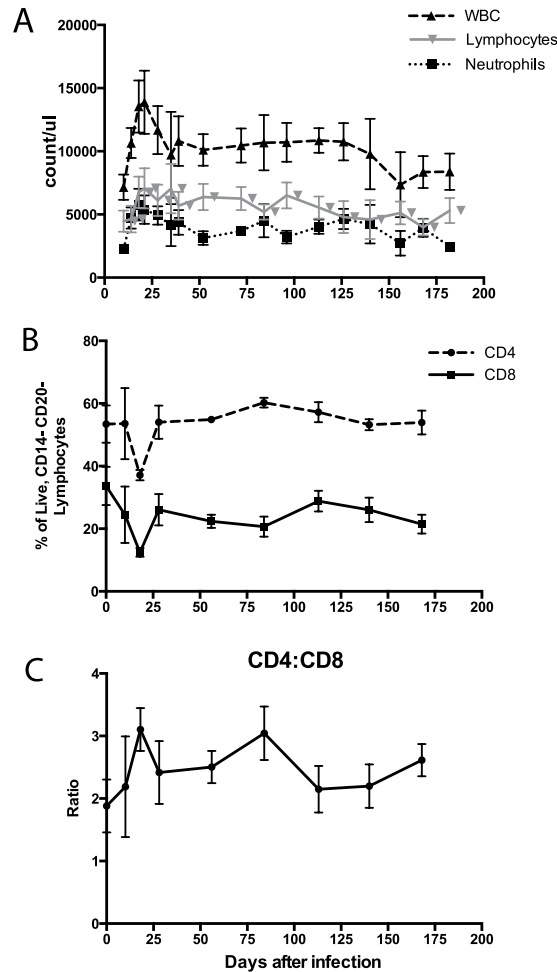 A
WBC
Lymphocytes
Neutrophils
count/ul
20000
15000
10000
5000
0
0 25 50 75 100 125 150 175 200
B
CD4
CD8
% of Live, CD14- CD20-
Lymphocytes
80
60
40
20
0
0 25 50 75 100 125 150 175 200
C
CD4:CD8
Ratio
4
3
2
1
0
0 25 50 75 100 125 150 175 200
Days after infection